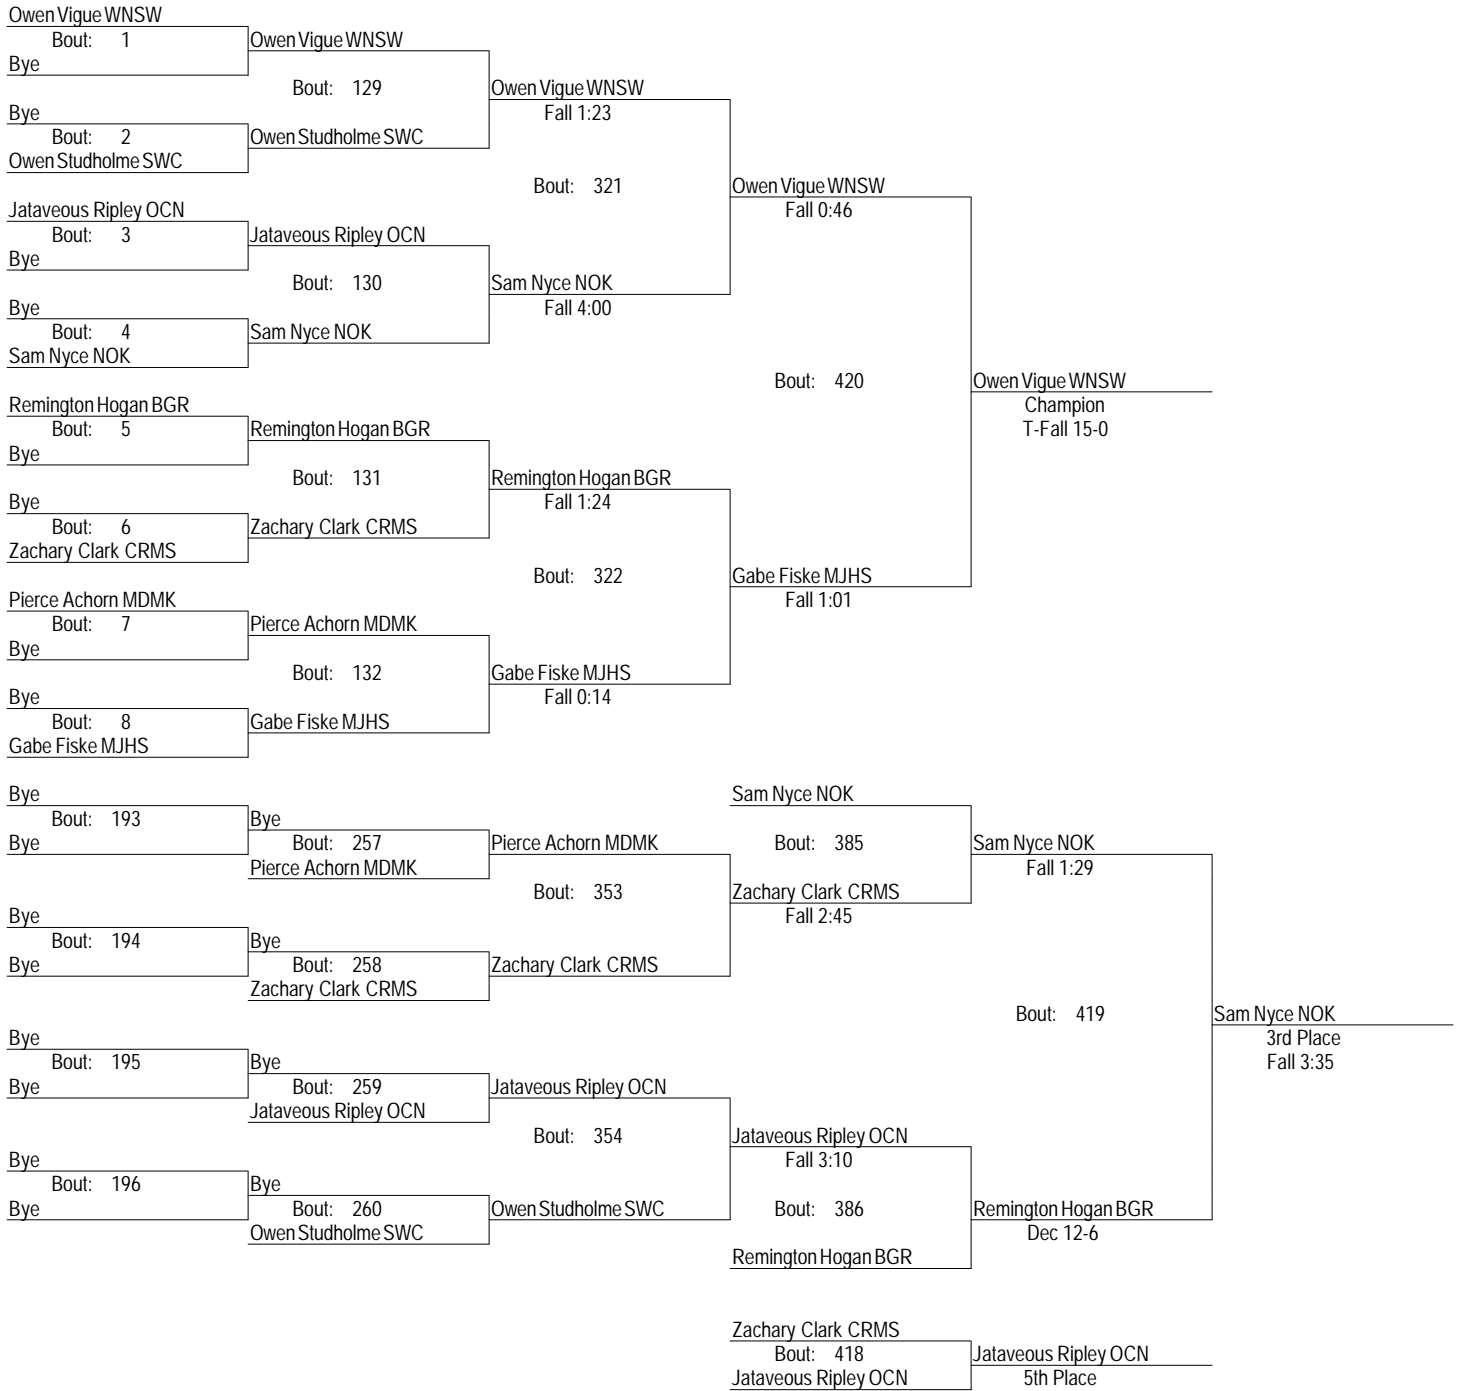 Owen Vigue WNSW
Bout: 1
Owen Vigue WNSW
Bye
Bout: 129
Owen Vigue WNSW
Bye
Fall 1:23
Bout: 2
Owen Studholme SWC
Owen Studholme SWC
Bout: 321
Owen Vigue WNSW
Jataveous Ripley OCN
Fall 0:46
Bout: 3
Jataveous Ripley OCN
Bye
Bout: 130
Sam Nyce NOK
Bye
Fall 4:00
Bout: 4
Sam Nyce NOK
Sam Nyce NOK
Bout: 420
Owen Vigue WNSW
Remington Hogan BGR
Champion
Bout: 5
Remington Hogan BGR
T-Fall 15-0
Bye
Bout: 131
Remington Hogan BGR
Bye
Fall 1:24
Bout: 6
Zachary Clark CRMS
Zachary Clark CRMS
Bout: 322
Gabe Fiske MJHS
Pierce Achorn MDMK
Fall 1:01
Bout: 7
Pierce Achorn MDMK
Bye
Bout: 132
Gabe Fiske MJHS
Bye
Fall 0:14
Bout: 8
Gabe Fiske MJHS
Gabe Fiske MJHS
Bye
Sam Nyce NOK
Bout: 193
Bye
Bye
Bout: 257
Pierce Achorn MDMK
Bout: 385
Sam Nyce NOK
Pierce Achorn MDMK
Fall 1:29
Bout: 353
Zachary Clark CRMS
Bye
Fall 2:45
Bout: 194
Bye
Bye
Bout: 258
Zachary Clark CRMS
Zachary Clark CRMS
Bout: 419
Sam Nyce NOK
Bye
3rd Place
Bout: 195
Bye
Fall 3:35
Bye
Bout: 259
Jataveous Ripley OCN
Jataveous Ripley OCN
Bout: 354
Jataveous Ripley OCN
Bye
Fall 3:10
Bout: 196
Bye
Bye
Bout: 260
Owen Studholme SWC
Bout: 386
Remington Hogan BGR
Owen Studholme SWC
Dec 12-6
Remington Hogan BGR
Zachary Clark CRMS
Bout: 418
Jataveous Ripley OCN
Jataveous Ripley OCN
5th Place